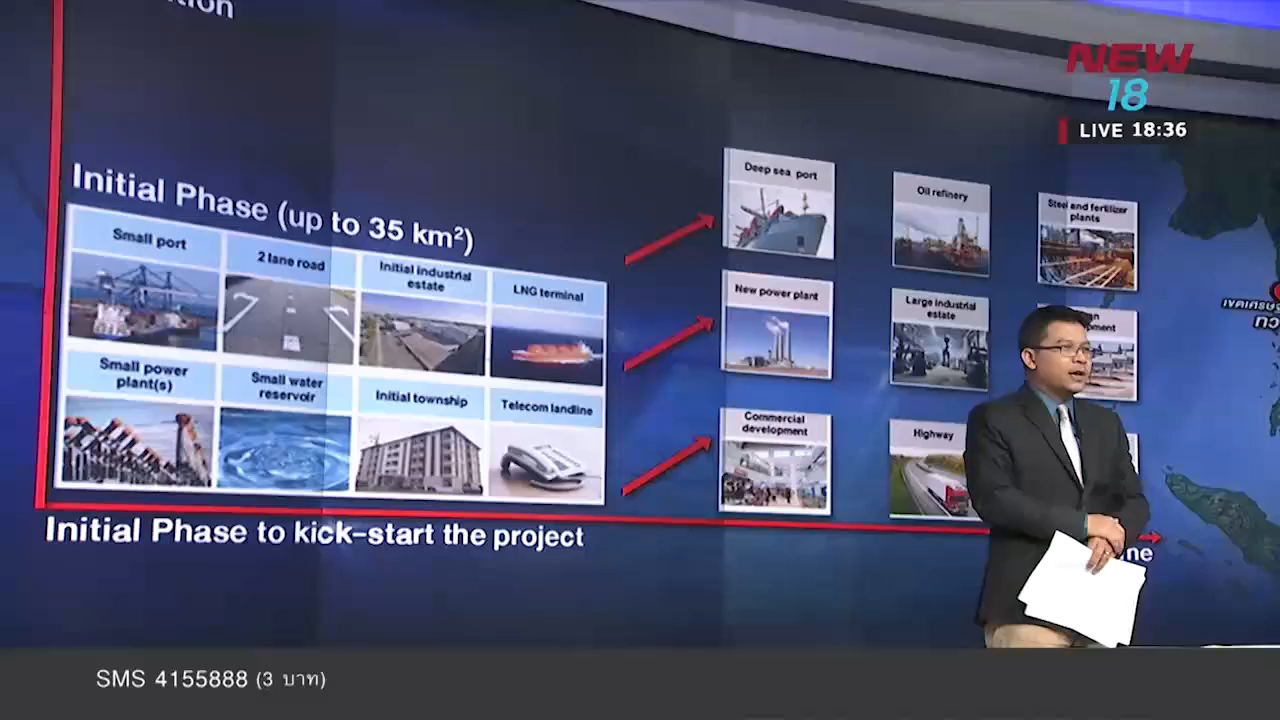 NEW
18
LIVE 18:36
Initial Phase (up to 35 km²)
Small port
2 lane road
Initial industrial
estate
LNG terminal
Small power
plant(s)
Small water
reservoir
Initial township
Telecom landline
Initial Phase to kick-start the project
Deep sea port
Oil refinery
Steel and fertilizer
plants
New power plant
Large industrial
estate
Commercial
development
Highway
SMS 4155888 (3 บาท)